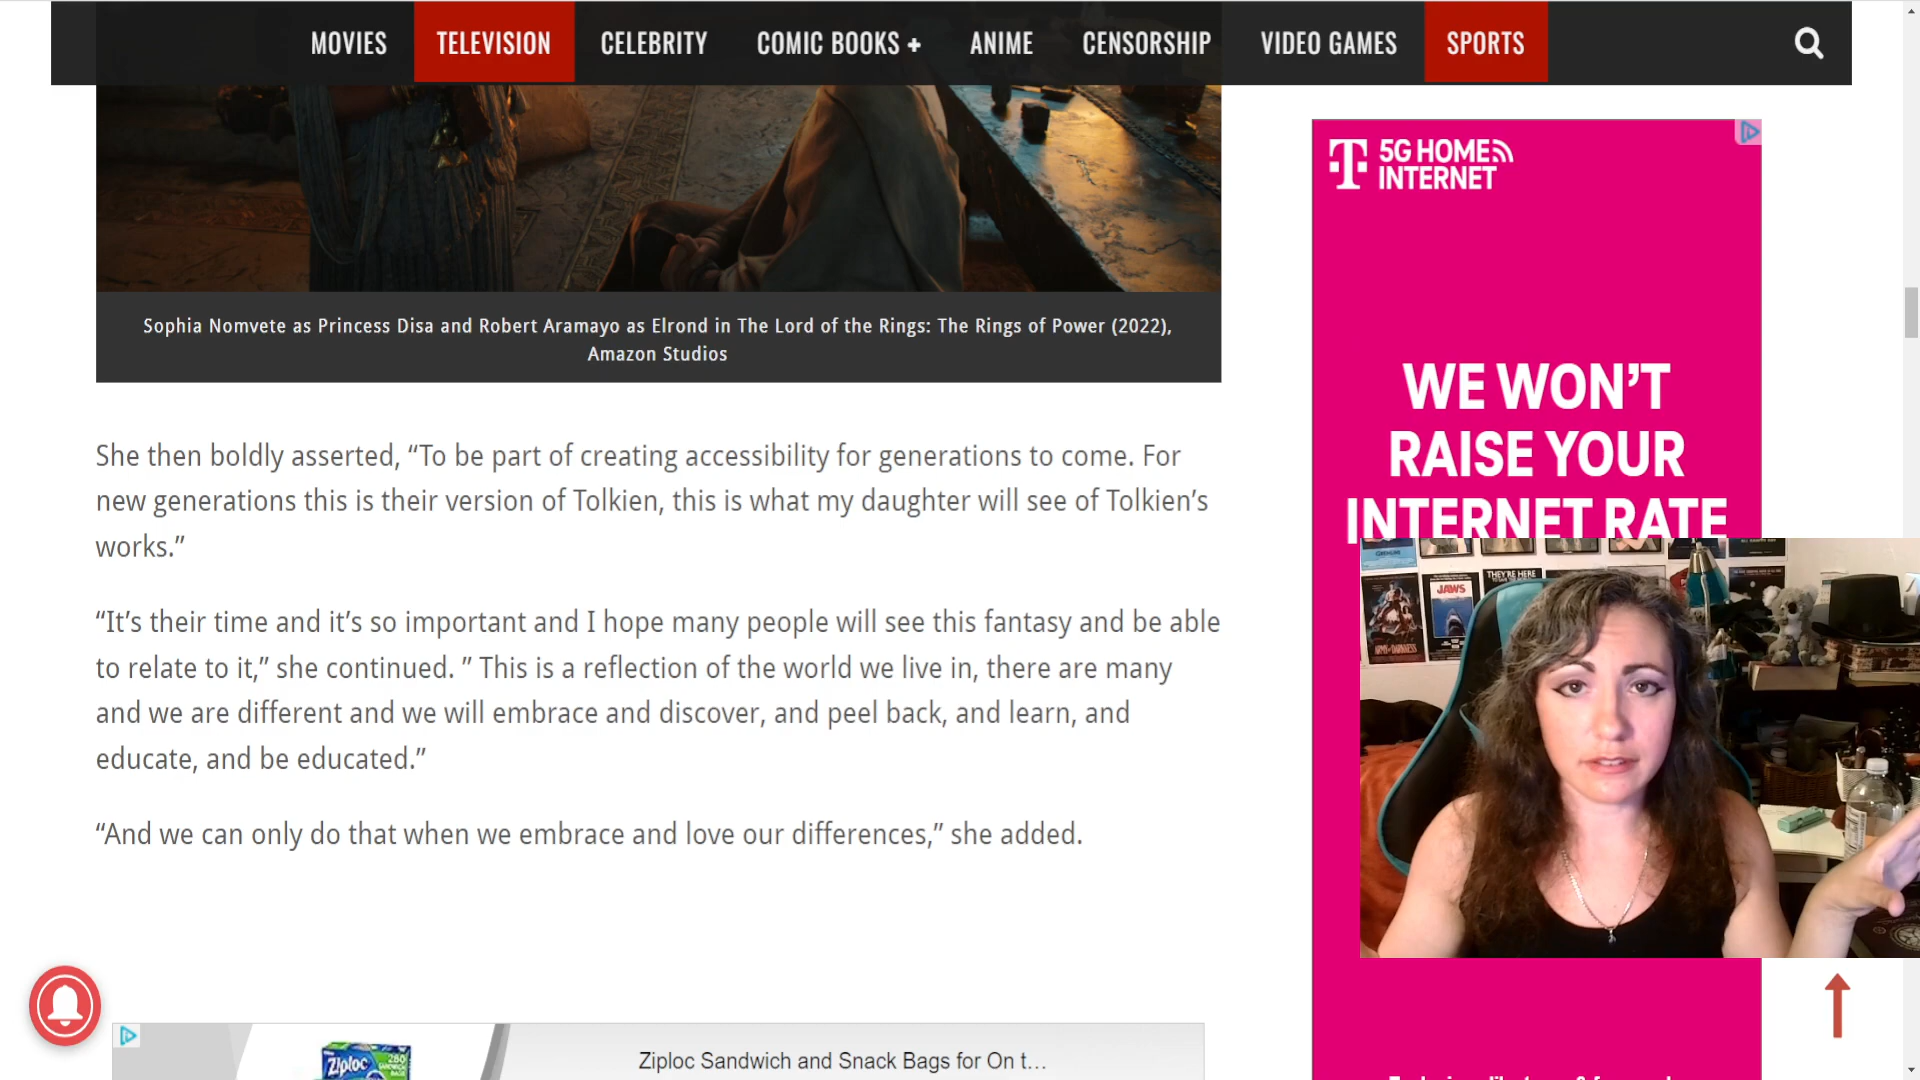 MOVIES TELEVISION CELEBRITY COMIC BOOKS + ANIME CENSORSHIP VIDEO GAMES SPORTS
Sophia Nomvete as Princess Disa and Robert Aramayo as Elrond in The Lord of the Rings: The Rings of Power (2022),
Amazon Studios
She then boldly asserted, “To be part of creating accessibility for generations to come. For
new generations this is their version of Tolkien, this is what my daughter will see of Tolkien’s
works.”
“It’s their time and it’s so important and I hope many people will see this fantasy and be able
to relate to it,” she continued. ” This is a reflection of the world we live in, there are many
and we are different and we will embrace and discover, and peel back, and learn, and
educate, and be educated.”
“And we can only do that when we embrace and love our differences,” she added.
Ziploc
280
Ziploc Sandwich and Snack Bags for On t...
T 5G HOME
INTERNET
WE WON’T
RAISE YOUR
INTERNET RATE
THEY'RE HERE
JAWS
ARMY OF DARKNESS